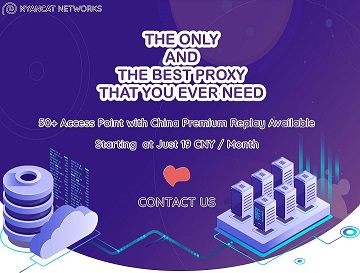 NYANCAT NETWORKS
THE ONLY
AND
THE BEST PROXY
THAT YOU EVER NEED
50+ Access Point with China Premium Replay Available
Starting at Just 19 CNY / Month
CONTACT US